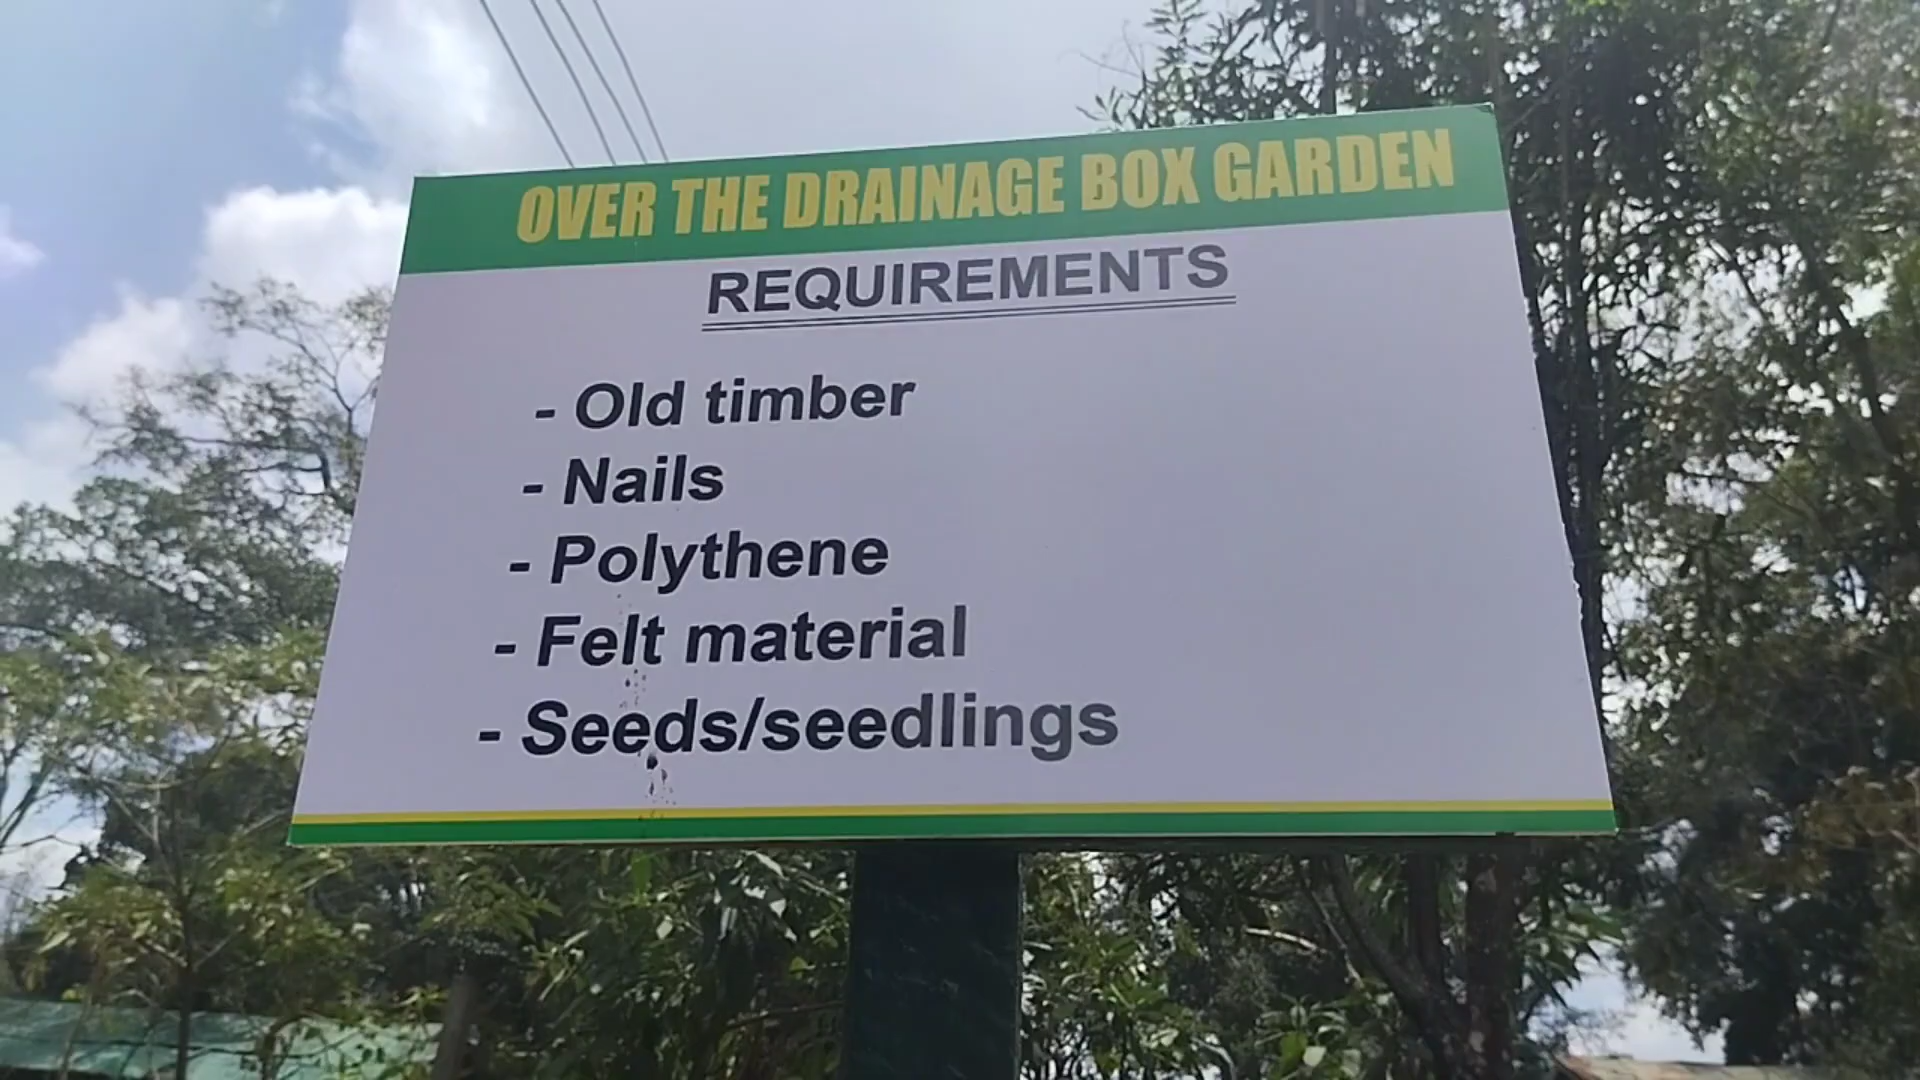 OVER THE DRAINAGE BOX GARDEN
REQUIREMENTS
- Old timber
- Nails
- Polythene
- Felt material
- Seeds/seedlings